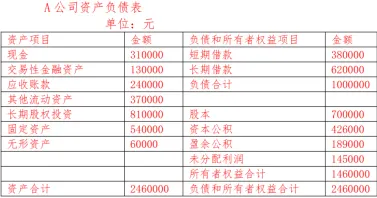 A公司资产负债表
单位：元
资产项目 金额 负债和所有者权益项目 金额
现金 310000 短期借款 380000
交易性金融资产 130000 长期借款 620000
应收账款 240000 负债合计 1000000
其他流动资产 370000
长期股权投资 810000 股本 700000
固定资产 540000 资本公积 426000
无形资产 60000 盈余公积 189000
未分配利润 145000
所有者权益合计 1460000
资产合计 2460000 负债和所有者权益合计 2460000